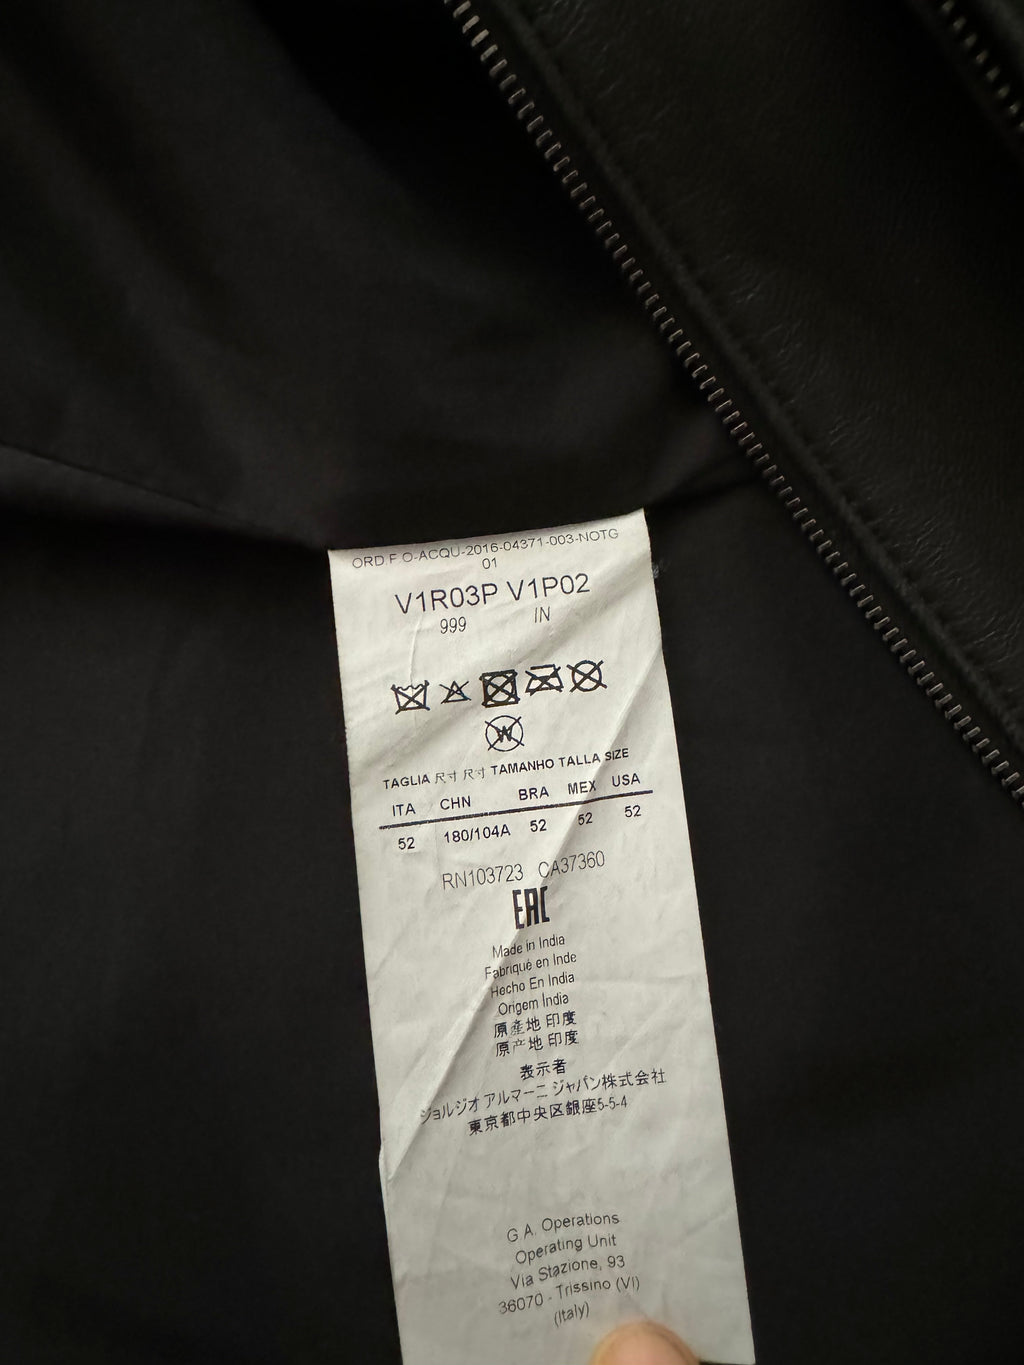 ORD.F O-ACQU-2016-04371-003-NOTG
01
V1R03P V1P02
999 IN
W
TAGLIA 尺寸 尺寸 TAMANHO TALLA SIZE
ITA CHN BRA MEX USA
52 180/104A 52 52 52
RN103723 CA37360
EAC
Made in India
Fabriqué en Inde
Hecho En India
Origem India
原産地 印度
原产地 印度
表示者
ジョルジオ アルマーニ ジャパン株式会社
東京都中央区銀座5-5-4
G.A. Operations
Operating Unit
Via Stazione, 93
36070 - Trissino (VI)
(Italy)